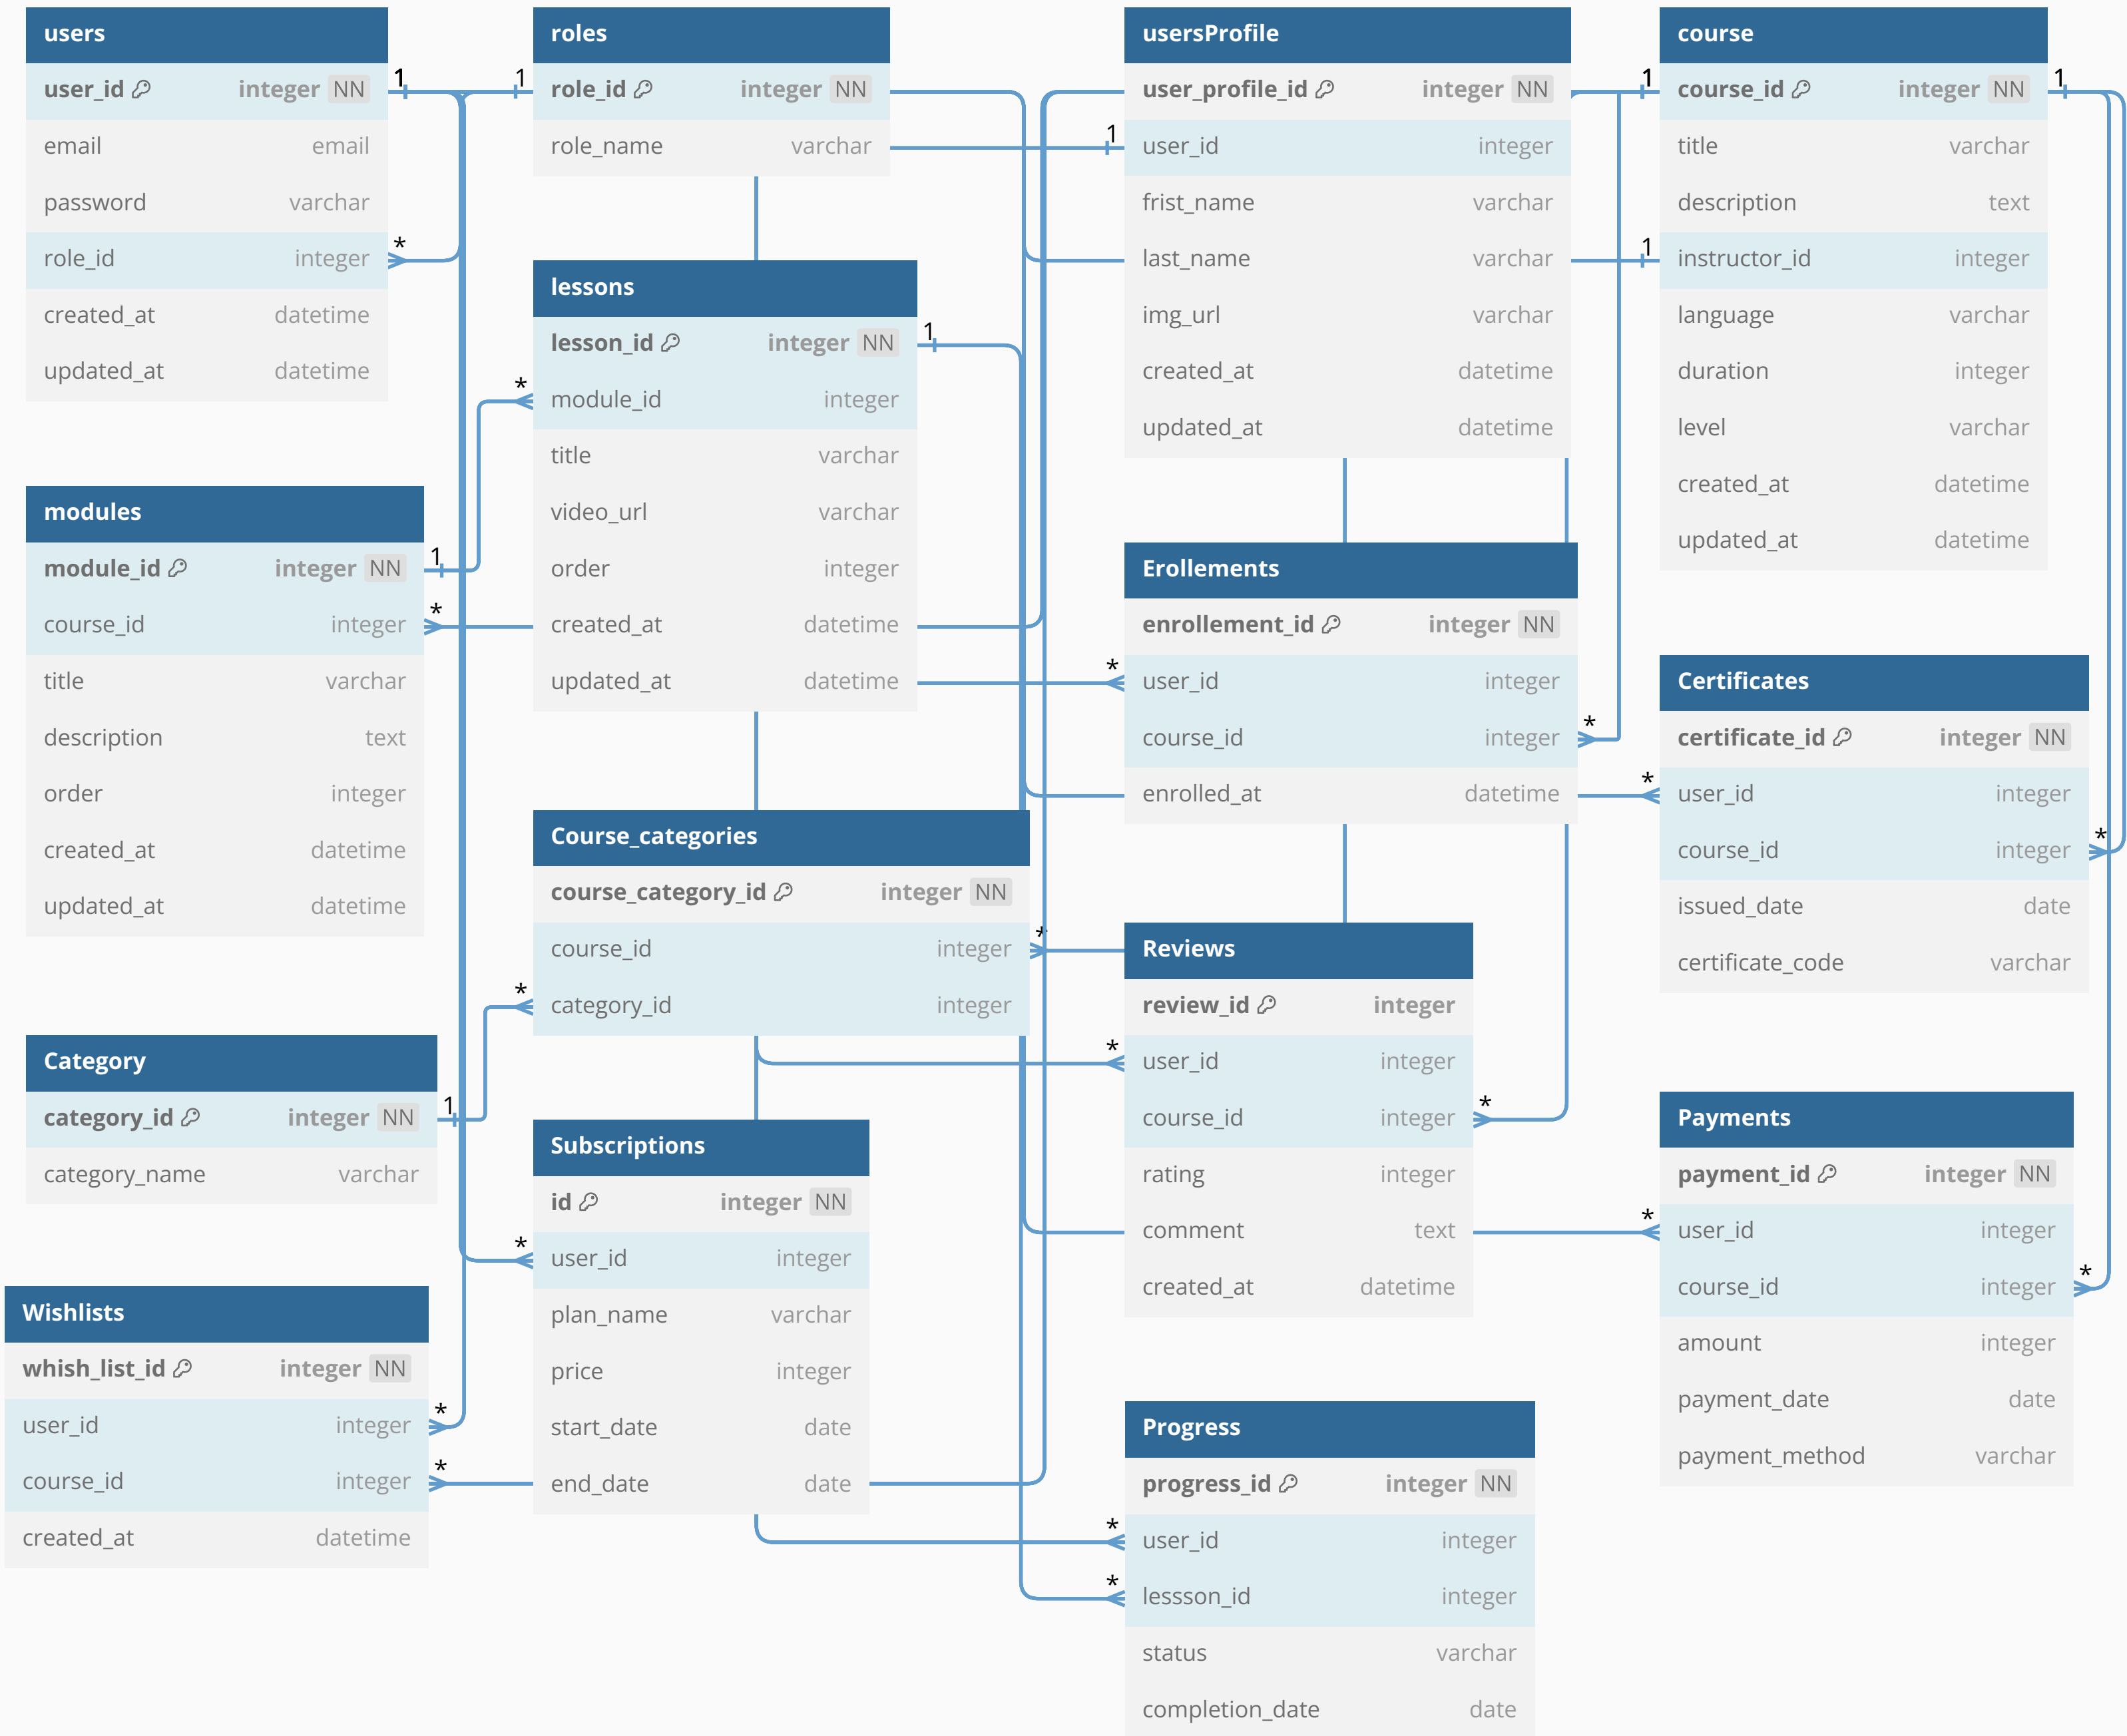 users
user_id integer NN
email email
password varchar
role_id integer
created_at datetime
updated_at datetime
1
*
roles
role_id integer NN
role_name varchar
1
usersProfile
user_profile_id integer NN
user_id integer
frist_name varchar
last_name varchar
img_url varchar
created_at datetime
updated_at datetime
1
course
course_id integer NN
title varchar
description text
instructor_id integer
language varchar
duration integer
level varchar
created_at datetime
updated_at datetime
1
1
1
lessons
lesson_id integer NN
module_id integer
title varchar
video_url varchar
order integer
created_at datetime
updated_at datetime
1
*
modules
module_id integer NN
course_id integer
title varchar
description text
order integer
created_at datetime
updated_at datetime
1
*
Erollements
enrollement_id integer NN
user_id integer
course_id integer
enrolled_at datetime
*
*
Certificates
certificate_id integer NN
user_id integer
course_id integer
issued_date date
certificate_code varchar
*
*
Course_categories
course_category_id integer NN
course_id integer
category_id integer
*
*
Reviews
review_id integer
user_id integer
course_id integer
rating integer
comment text
created_at datetime
*
*
Category
category_id integer NN
category_name varchar
1
Subscriptions
id integer NN
user_id integer
plan_name varchar
price integer
start_date date
end_date date
*
Payments
payment_id integer NN
user_id integer
course_id integer
amount integer
payment_date date
payment_method varchar
*
*
Wishlists
whish_list_id integer NN
user_id integer
course_id integer
created_at datetime
*
*
Progress
progress_id integer NN
user_id integer
lessson_id integer
status varchar
completion_date date
*
*